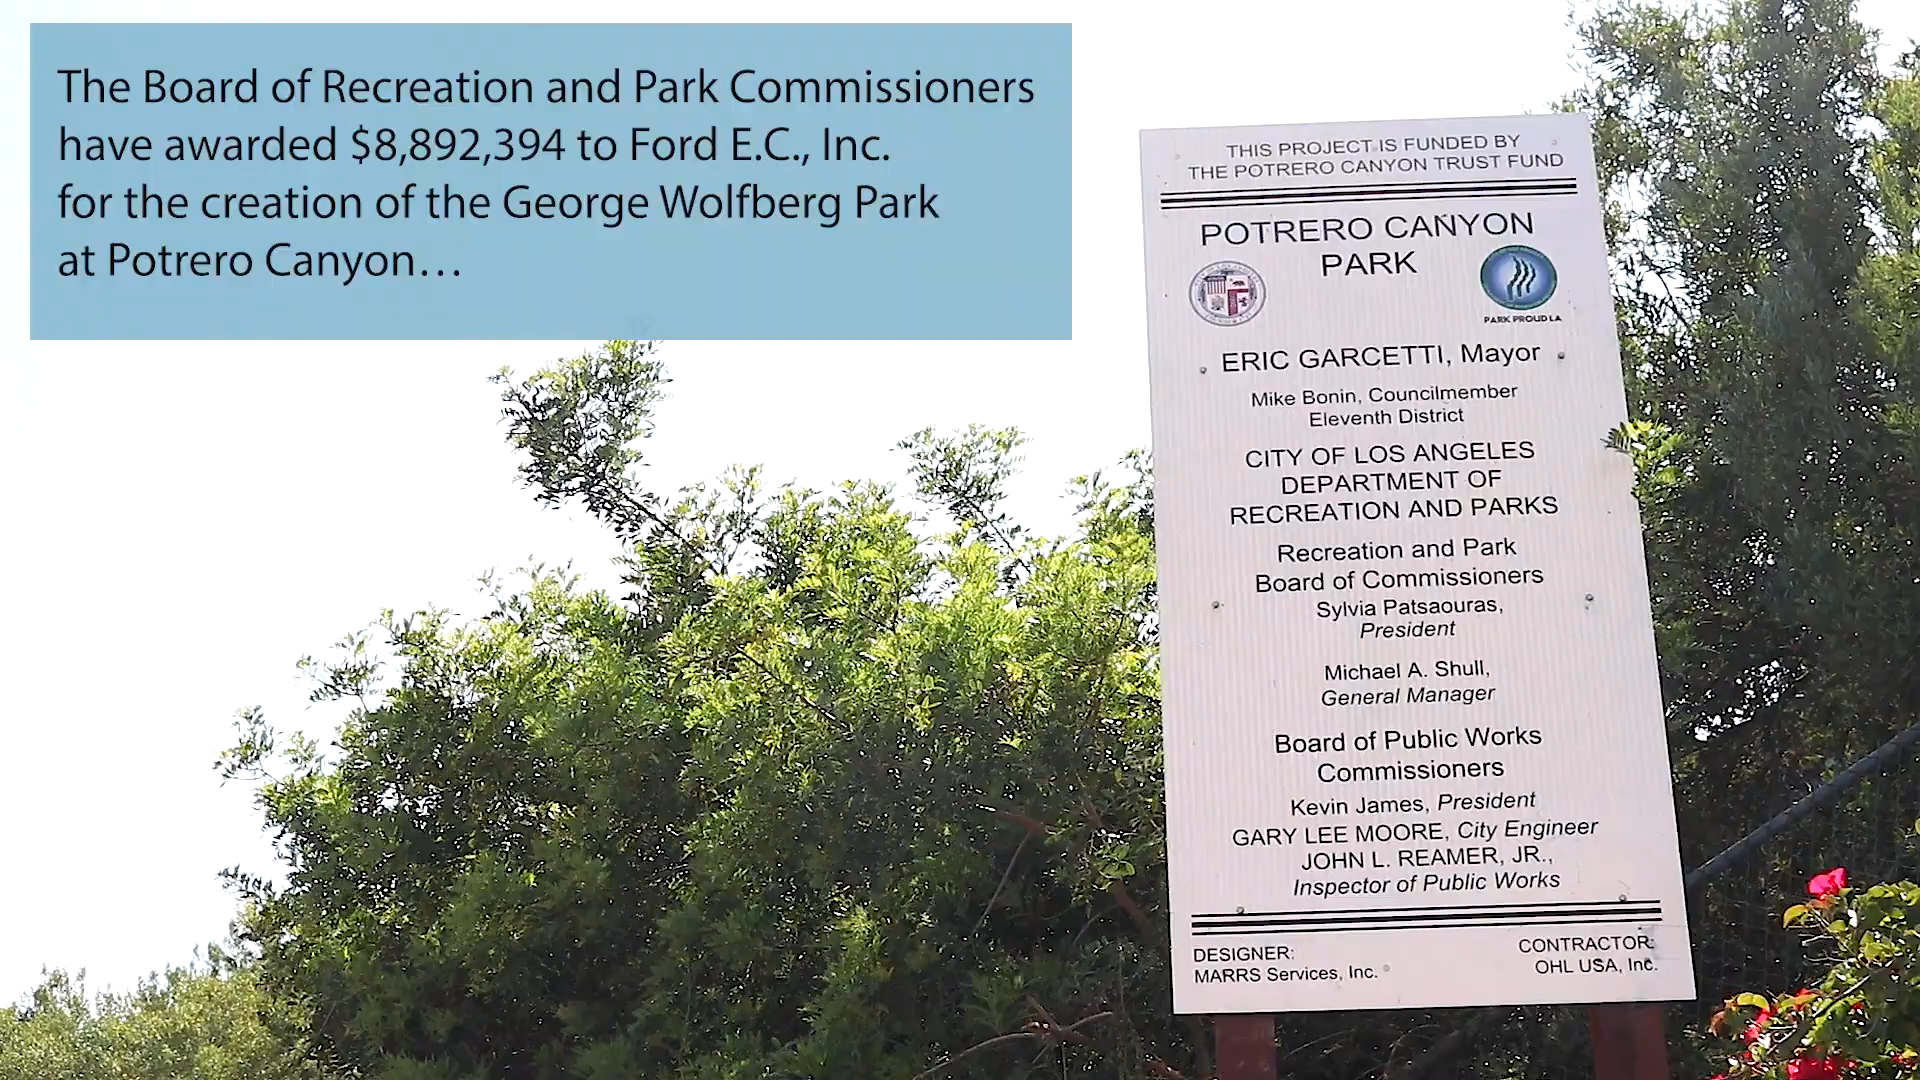 The Board of Recreation and Park Commissioners
have awarded $8,892,394 to Ford E.C., Inc.
for the creation of the George Wolfberg Park
at Potrero Canyon…
THIS PROJECT IS FUNDED BY
THE POTRERO CANYON TRUST FUND
POTRERO CANYON
PARK
PARK PROUD LA
ERIC GARCETTI, Mayor
Mike Bonin, Councilmember
Eleventh District
CITY OF LOS ANGELES
DEPARTMENT OF
RECREATION AND PARKS
Recreation and Park
Board of Commissioners
Sylvia Patsaouras,
President
Michael A. Shull,
General Manager
Board of Public Works
Commissioners
Kevin James, President
GARY LEE MOORE, City Engineer
JOHN L. REAMER, JR.,
Inspector of Public Works
DESIGNER:
MARRS Services, Inc.
CONTRACTOR:
OHL USA, Inc.